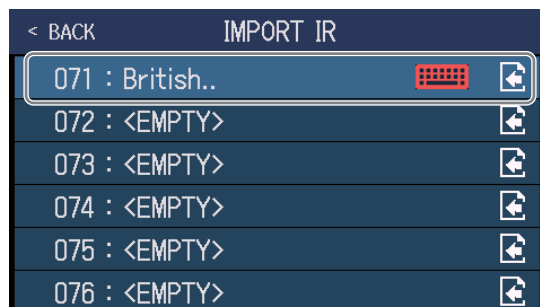 < BACK IMPORT IR
071 : British..
072 : <EMPTY>
073 : <EMPTY>
074 : <EMPTY>
075 : <EMPTY>
076 : <EMPTY>